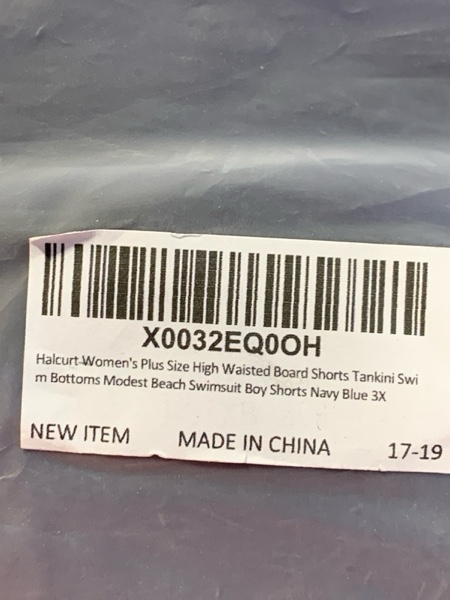 X0032EQ0OH
Halcurt Women's Plus Size High Waisted Board Shorts Tankini Swi
m Bottoms Modest Beach Swimsuit Boy Shorts Navy Blue 3X
NEW ITEM MADE IN CHINA 17-19